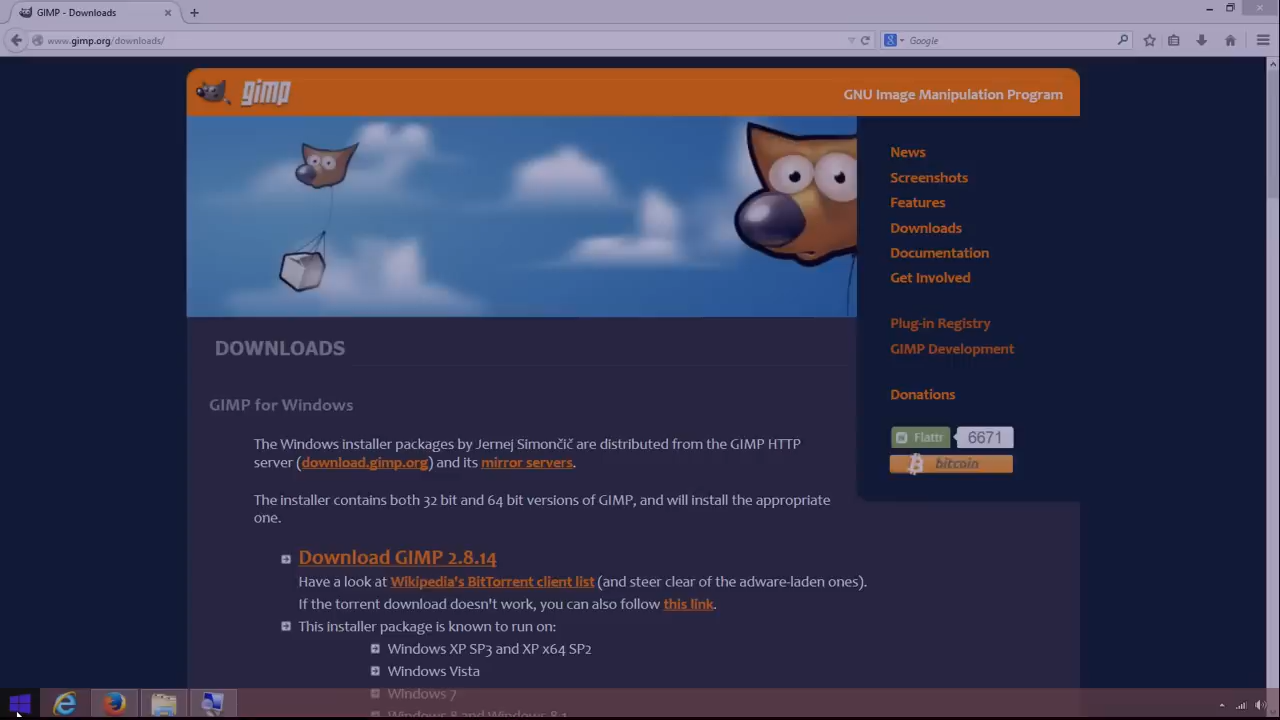 GIMP - Downloads
www.gimp.org/downloads/
Google
gimp
GNU Image Manipulation Program
News
Screenshots
Features
Downloads
Documentation
Get Involved
Plug-in Registry
GIMP Development
Donations
Flattr 6671
bitcoin
DOWNLOADS
GIMP for Windows
The Windows installer packages by Jernej Simončič are distributed from the GIMP HTTP
server (download.gimp.org) and its mirror servers.
The installer contains both 32 bit and 64 bit versions of GIMP, and will install the appropriate
one.
Download GIMP 2.8.14
Have a look at Wikipedia's BitTorrent client list (and steer clear of the adware-laden ones).
If the torrent download doesn't work, you can also follow this link.
This installer package is known to run on:
Windows XP SP3 and XP x64 SP2
Windows Vista
Windows 7
Windows 8 and Windows 8.1